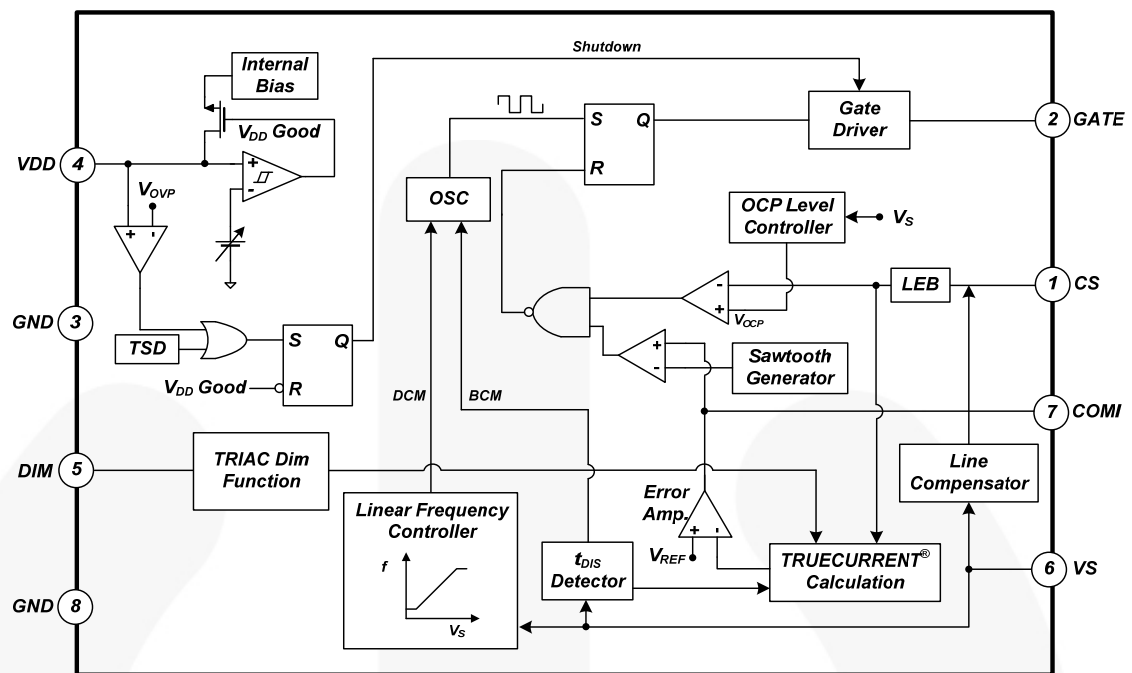 Shutdown
Internal
Bias
VDD Good
VDD
4
VOVP
+
-
+
-
OSC
S
Q
R
Gate
Driver
2
GATE
OCP Level
Controller
VS
LEB
1
CS
-
+
VOCP
GND
3
TSD
S
Q
R
VDD Good
+
-
Sawtooth
Generator
DCM
BCM
7
COMI
DIM
5
TRIAC Dim
Function
Line
Compensator
Error
Amp.
+
-
VREF
Linear Frequency
Controller
f
VS
tDIS
Detector
TRUECURRENT®
Calculation
6
VS
GND
8